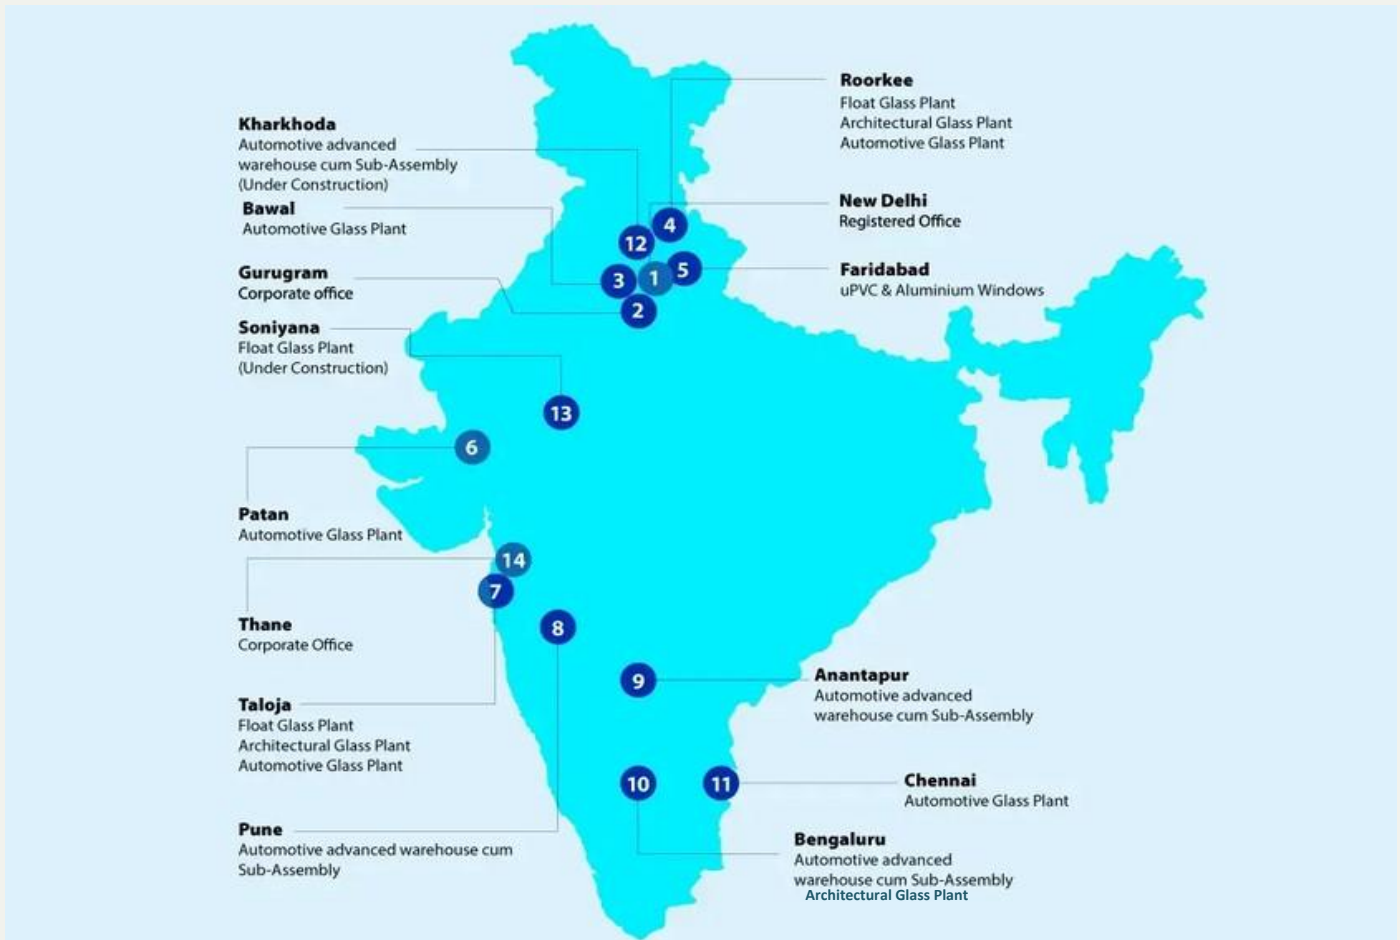 Kharkhoda
Automotive advanced
warehouse cum Sub-Assembly
(Under Construction)
Bawal
Automotive Glass Plant
Gurugram
Corporate office
Soniyana
Float Glass Plant
(Under Construction)
Patan
Automotive Glass Plant
Thane
Corporate Office
Taloja
Float Glass Plant
Architectural Glass Plant
Automotive Glass Plant
Pune
Automotive advanced warehouse cum
Sub-Assembly
Roorkee
Float Glass Plant
Architectural Glass Plant
Automotive Glass Plant
New Delhi
Registered Office
Faridabad
uPVC & Aluminium Windows
Anantapur
Automotive advanced
warehouse cum Sub-Assembly
Chennai
Automotive Glass Plant
Bengaluru
Automotive advanced
warehouse cum Sub-Assembly
Architectural Glass Plant
4
12
5
3
1
2
13
6
14
7
8
9
10
11